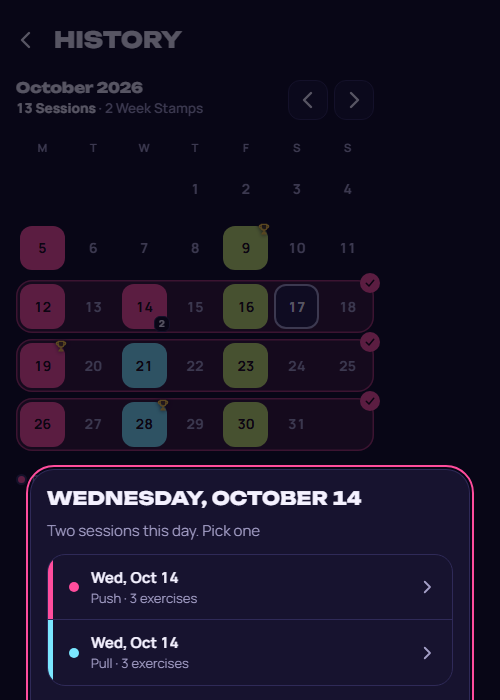 HISTORY
October 2026
13 Sessions · 2 Week Stamps
M T W T F S S
1 2 3 4
5 6 7 8 9 10 11
12 13 14 15 16 17 18
2
19 20 21 22 23 24 25
26 27 28 29 30 31
WEDNESDAY, OCTOBER 14
Two sessions this day. Pick one
Wed, Oct 14
Push · 3 exercises
Wed, Oct 14
Pull · 3 exercises